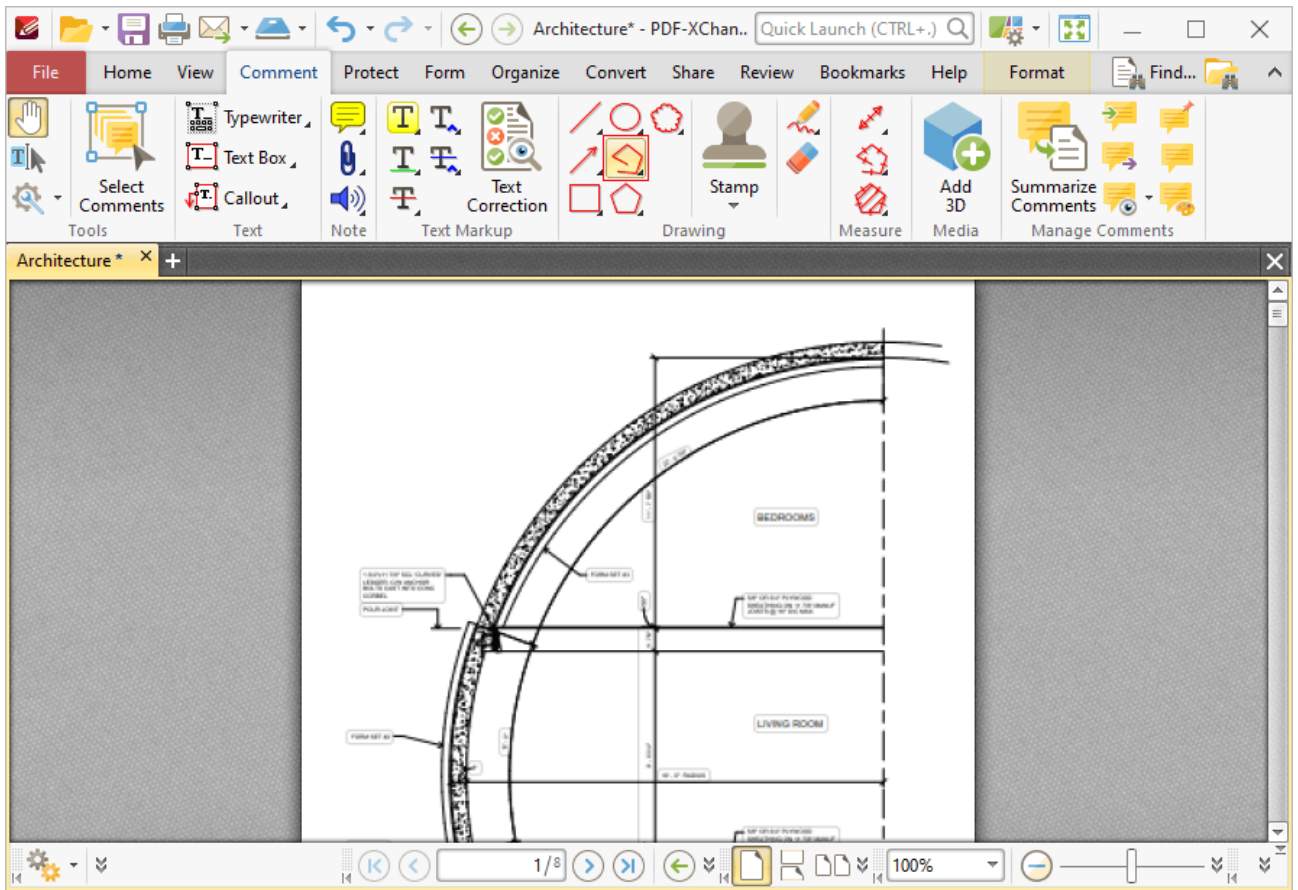 Architecture* - PDF-XChan..
Quick Launch (CTRL+.)
File
Home
View
Comment
Protect
Form
Organize
Convert
Share
Review
Bookmarks
Help
Format
Find...
Typewriter
Text Box
Callout
Select
Comments
Text
Correction
Stamp
Add
3D
Summarize
Comments
Tools
Text
Note
Text Markup
Drawing
Measure
Media
Manage Comments
Architecture *
BEDROOMS
POUR JOINT
LIVING ROOM
1/8
100%